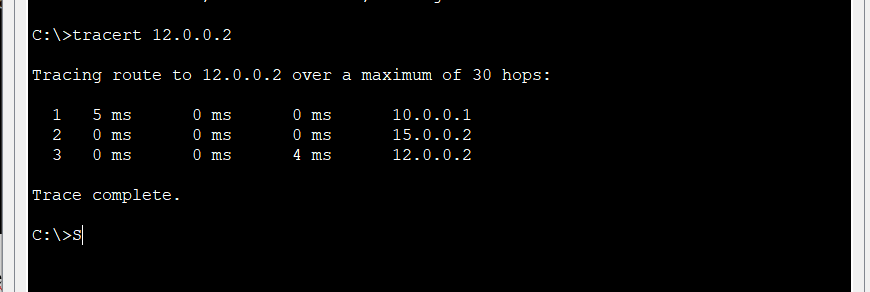 C:\>tracert 12.0.0.2
Tracing route to 12.0.0.2 over a maximum of 30 hops:
1 5 ms 0 ms 0 ms 10.0.0.1
2 0 ms 0 ms 0 ms 15.0.0.2
3 0 ms 0 ms 4 ms 12.0.0.2
Trace complete.
C:\>S